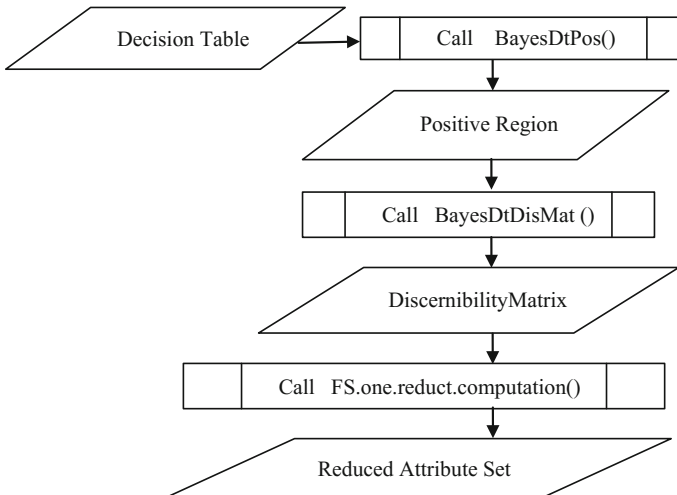 Decision Table
Call BayesDtPos()
Positive Region
Call BayesDtDisMat ()
DiscernibilityMatrix
Call FS.one.reduct.computation()
Reduced Attribute Set